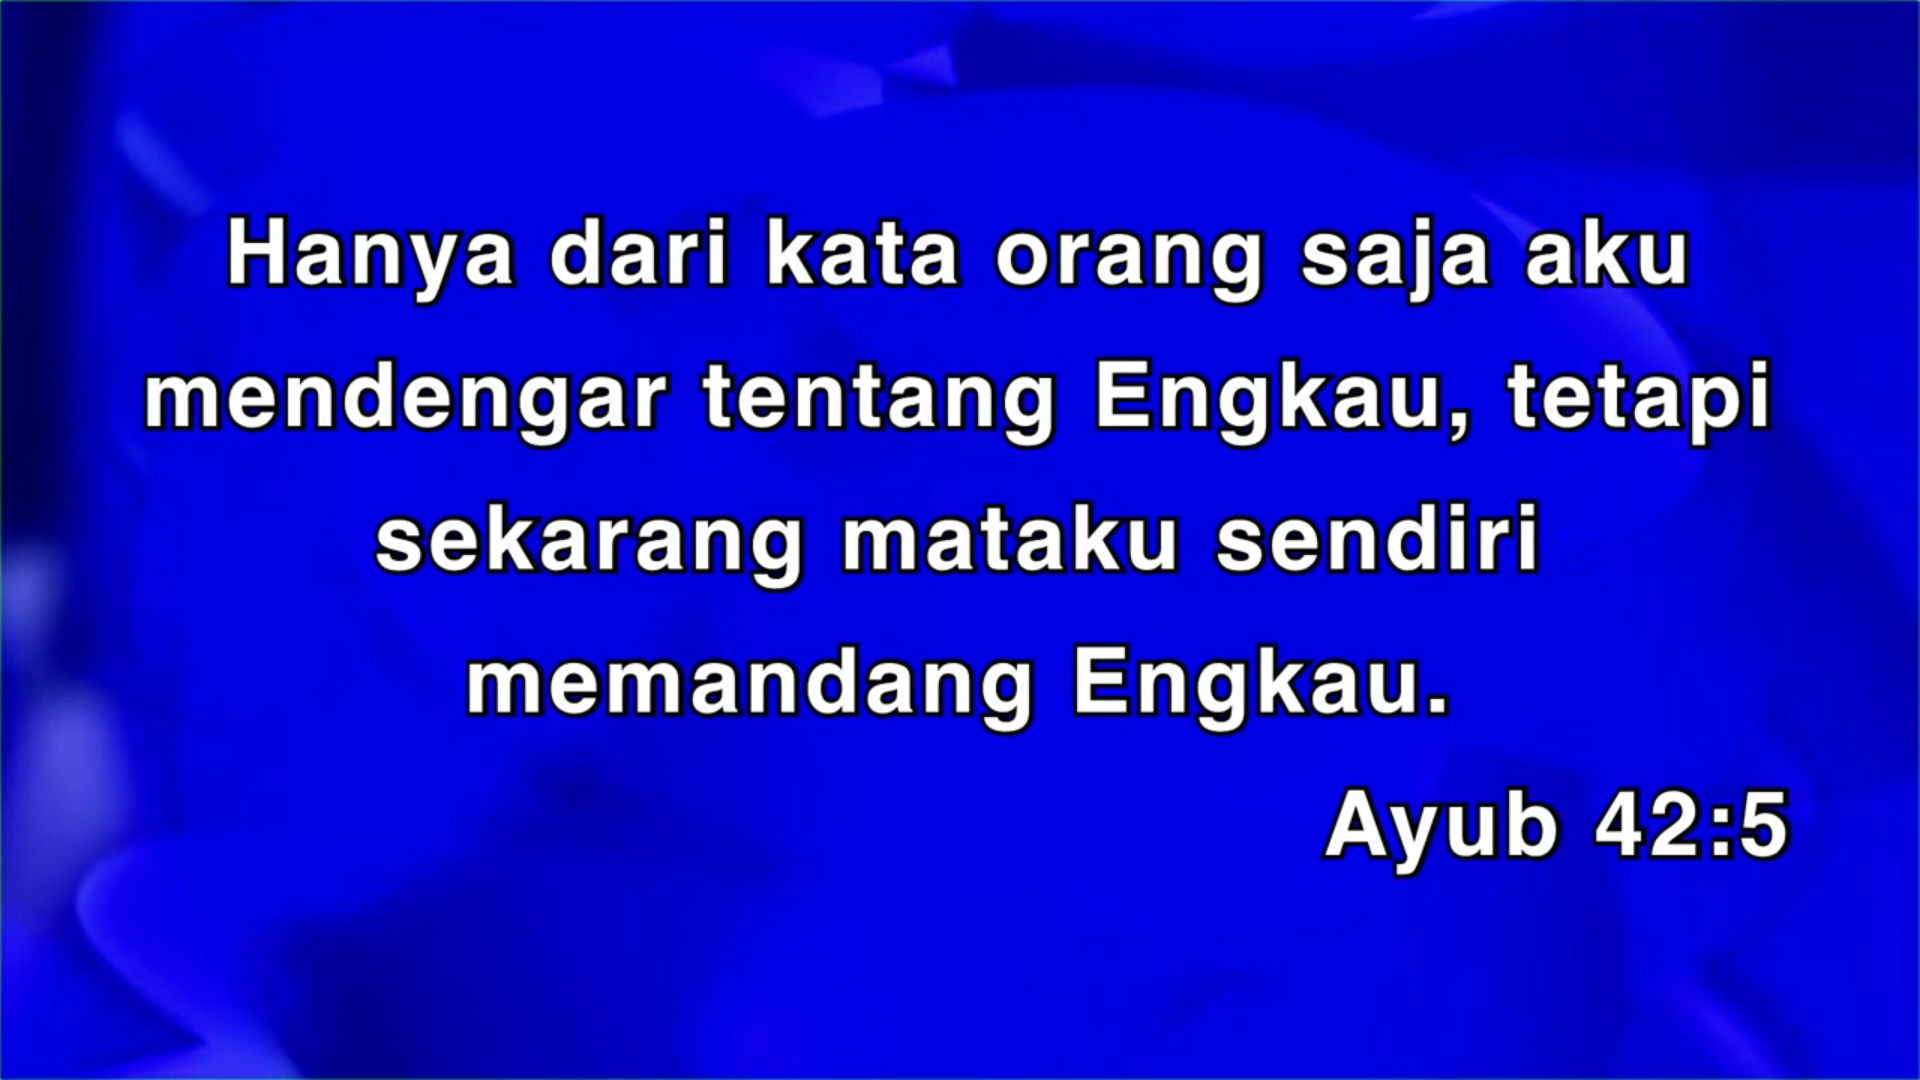 Hanya dari kata orang saja aku
mendengar tentang Engkau, tetapi
sekarang mataku sendiri
memandang Engkau.
Ayub 42:5